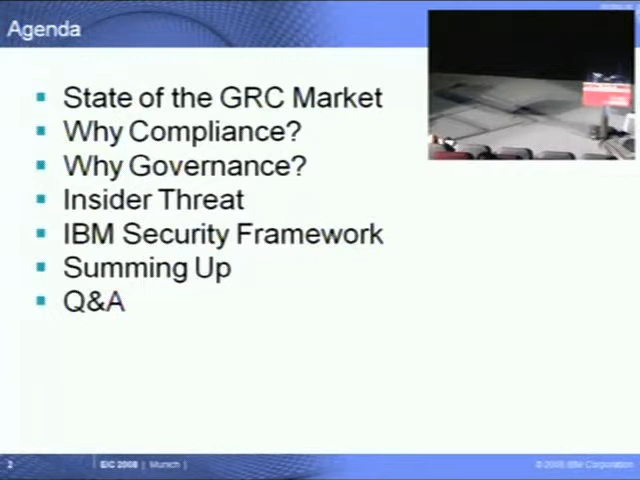 Agenda
State of the GRC Market
Why Compliance?
Why Governance?
Insider Threat
IBM Security Framework
Summing Up
Q&A
2 EIC 2008 | Munich | © 2008 IBM Corporation